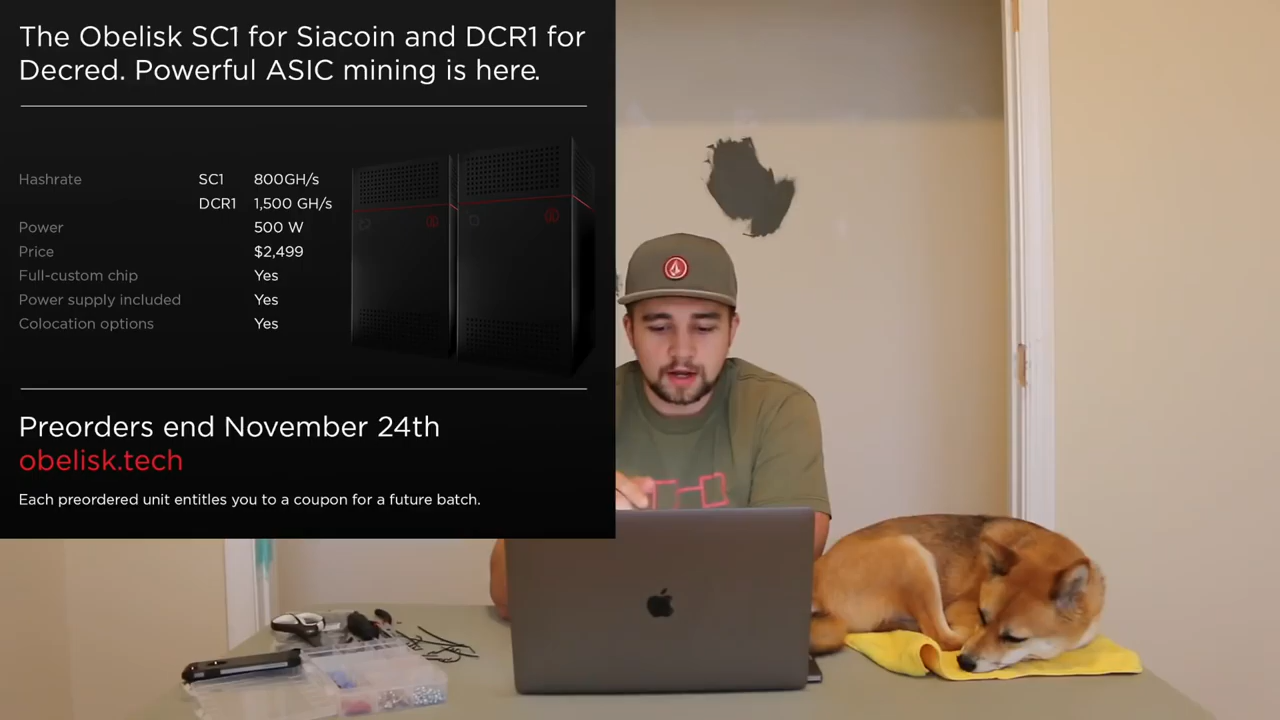 The Obelisk SC1 for Siacoin and DCR1 for
Decred. Powerful ASIC mining is here.
Hashrate SC1 800GH/s
DCR1 1,500 GH/s
Power 500 W
Price $2,499
Full-custom chip Yes
Power supply included Yes
Colocation options Yes
Preorders end November 24th
obelisk.tech
Each preordered unit entitles you to a coupon for a future batch.